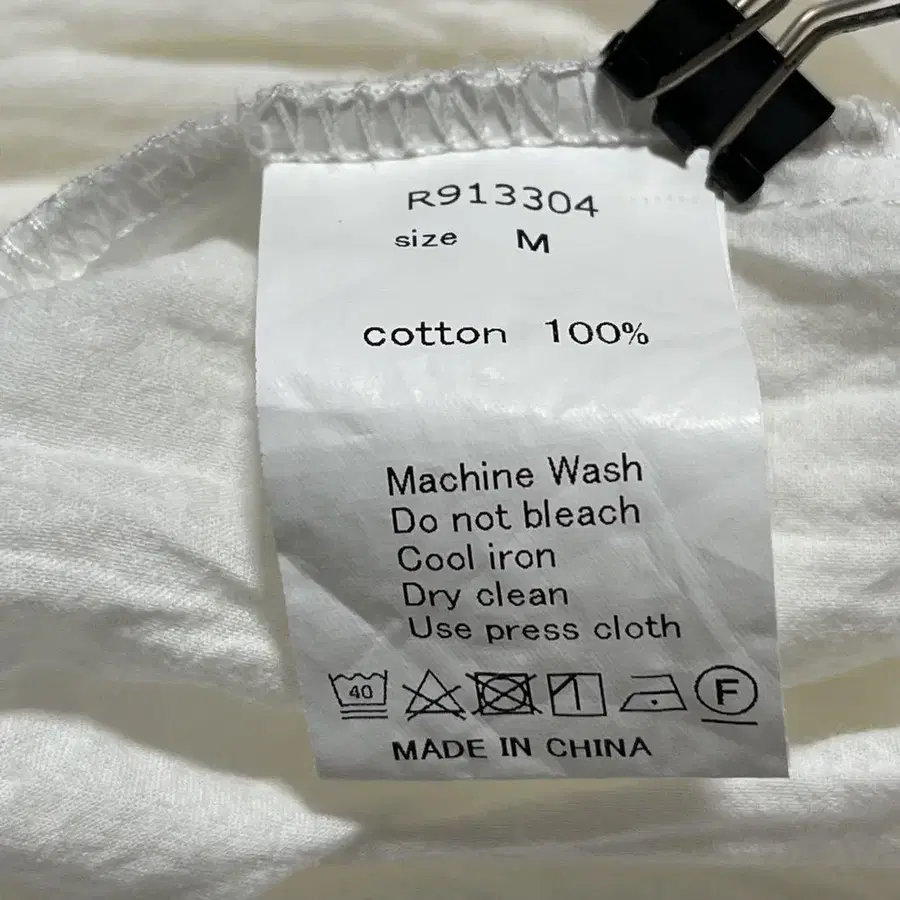 R913304
size M
cotton 100%
Machine Wash
Do not bleach
Cool iron
Dry clean
Use press cloth
40 F
MADE IN CHINA